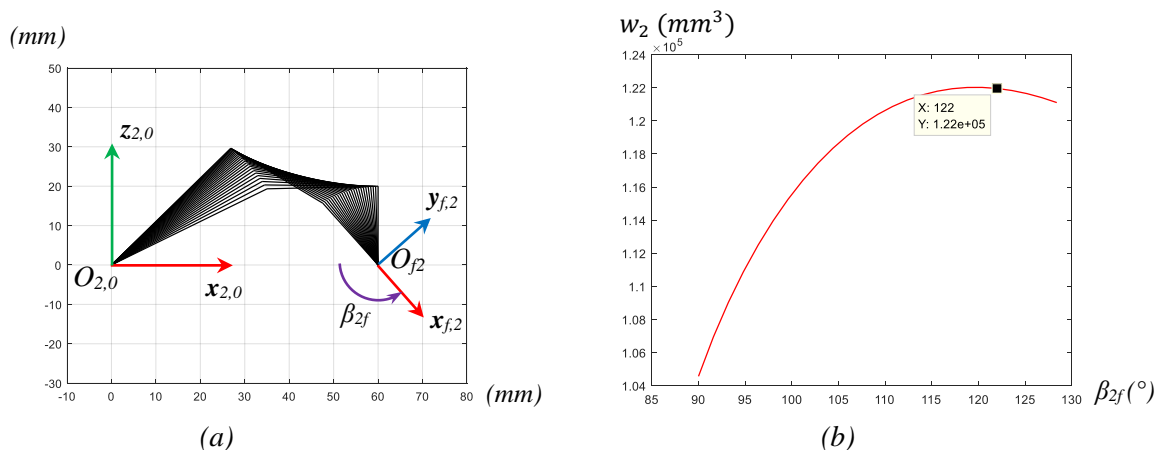 (mm)
50
40
30
20
10
0
-10
-20
-30
-10 0 10 20 30 40 50 60 70 80
(mm)
z2,0
O2,0
x2,0
yf,2
Of2
xf,2
β2f
(a)
w₂ (mm³)
×10⁵
1.24
1.22
1.2
1.18
1.16
1.14
1.12
1.1
1.08
1.06
1.04
85 90 95 100 105 110 115 120 125 130
X: 122
Y: 1.22e+05
β2f(°)
(b)